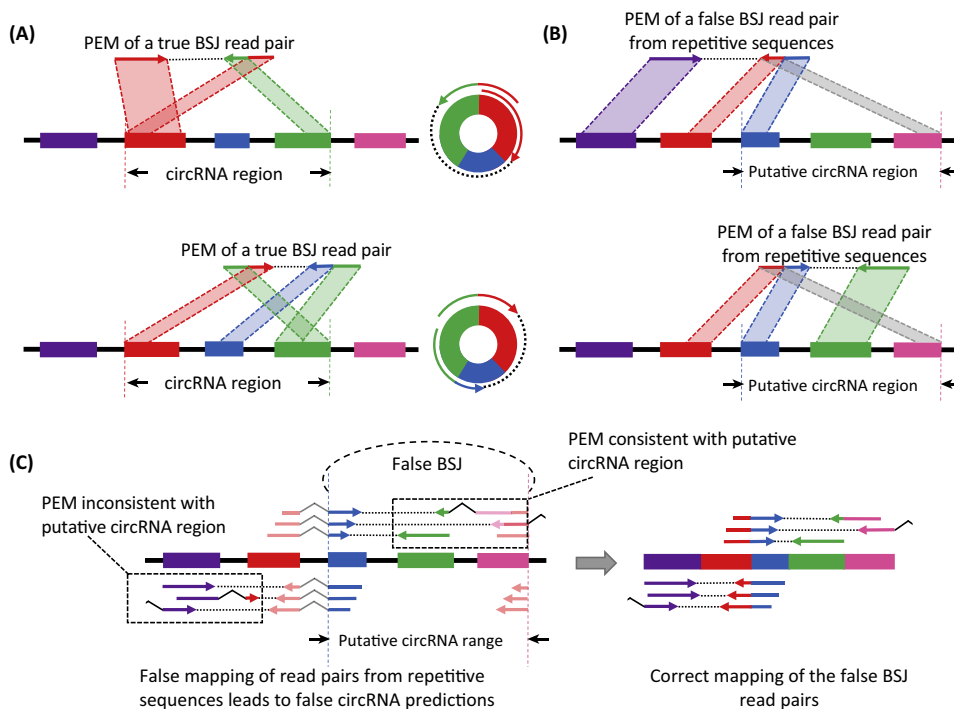 (A)
PEM of a true BSJ read pair
circRNA region
PEM of a true BSJ read pair
circRNA region
(B)
PEM of a false BSJ read pair
from repetitive sequences
Putative circRNA region
PEM of a false BSJ read pair
from repetitive sequences
Putative circRNA region
(C)
False BSJ
PEM consistent with putative
circRNA region
PEM inconsistent with
putative circRNA region
Putative circRNA range
False mapping of read pairs from repetitive
sequences leads to false circRNA predictions
Correct mapping of the false BSJ
read pairs